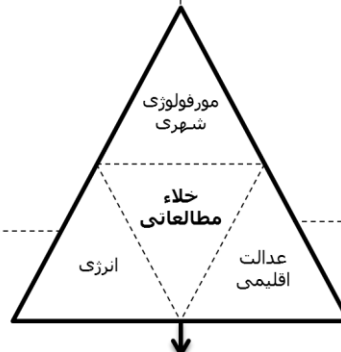 مورفولوژی
شهری
خلاء
مطالعاتی
عدالت
اقلیمی
انرژی